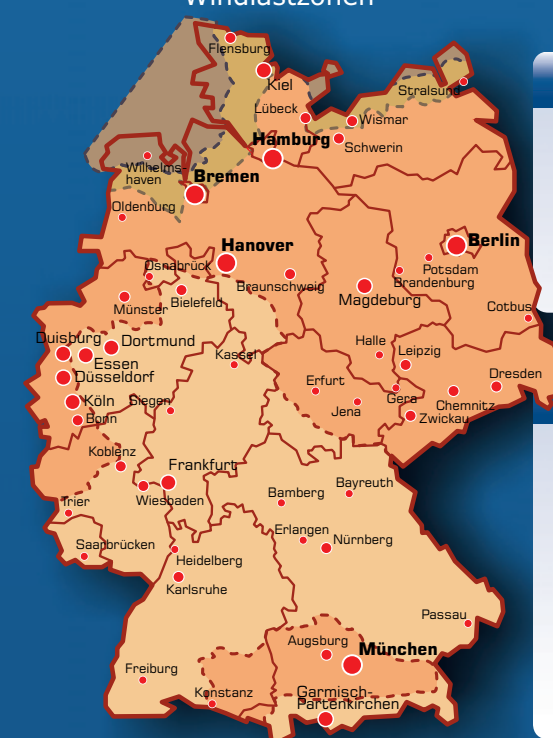 Windlastzonen
Flensburg
Kiel
Stralsund
Lübeck
Wismar
Hamburg
Schwerin
Wilhelms-
haven
Bremen
Oldenburg
Hanover
Berlin
Osnabrück
Potsdam
Braunschweig
Brandenburg
Magdeburg
Bielefeld
Münster
Cotbus
Duisburg
Dortmund
Halle
Leipzig
Essen
Kassel
Düsseldorf
Erfurt
Dresden
Köln
Siegen
Gera
Chemnitz
Jena
Zwickau
Bonn
Koblenz
Frankfurt
Bayreuth
Bamberg
Wiesbaden
Trier
Erlangen
Nürnberg
Saarbrücken
Heidelberg
Karlsruhe
Passau
Augsburg
München
Freiburg
Konstanz
Garmisch-
Partenkirchen